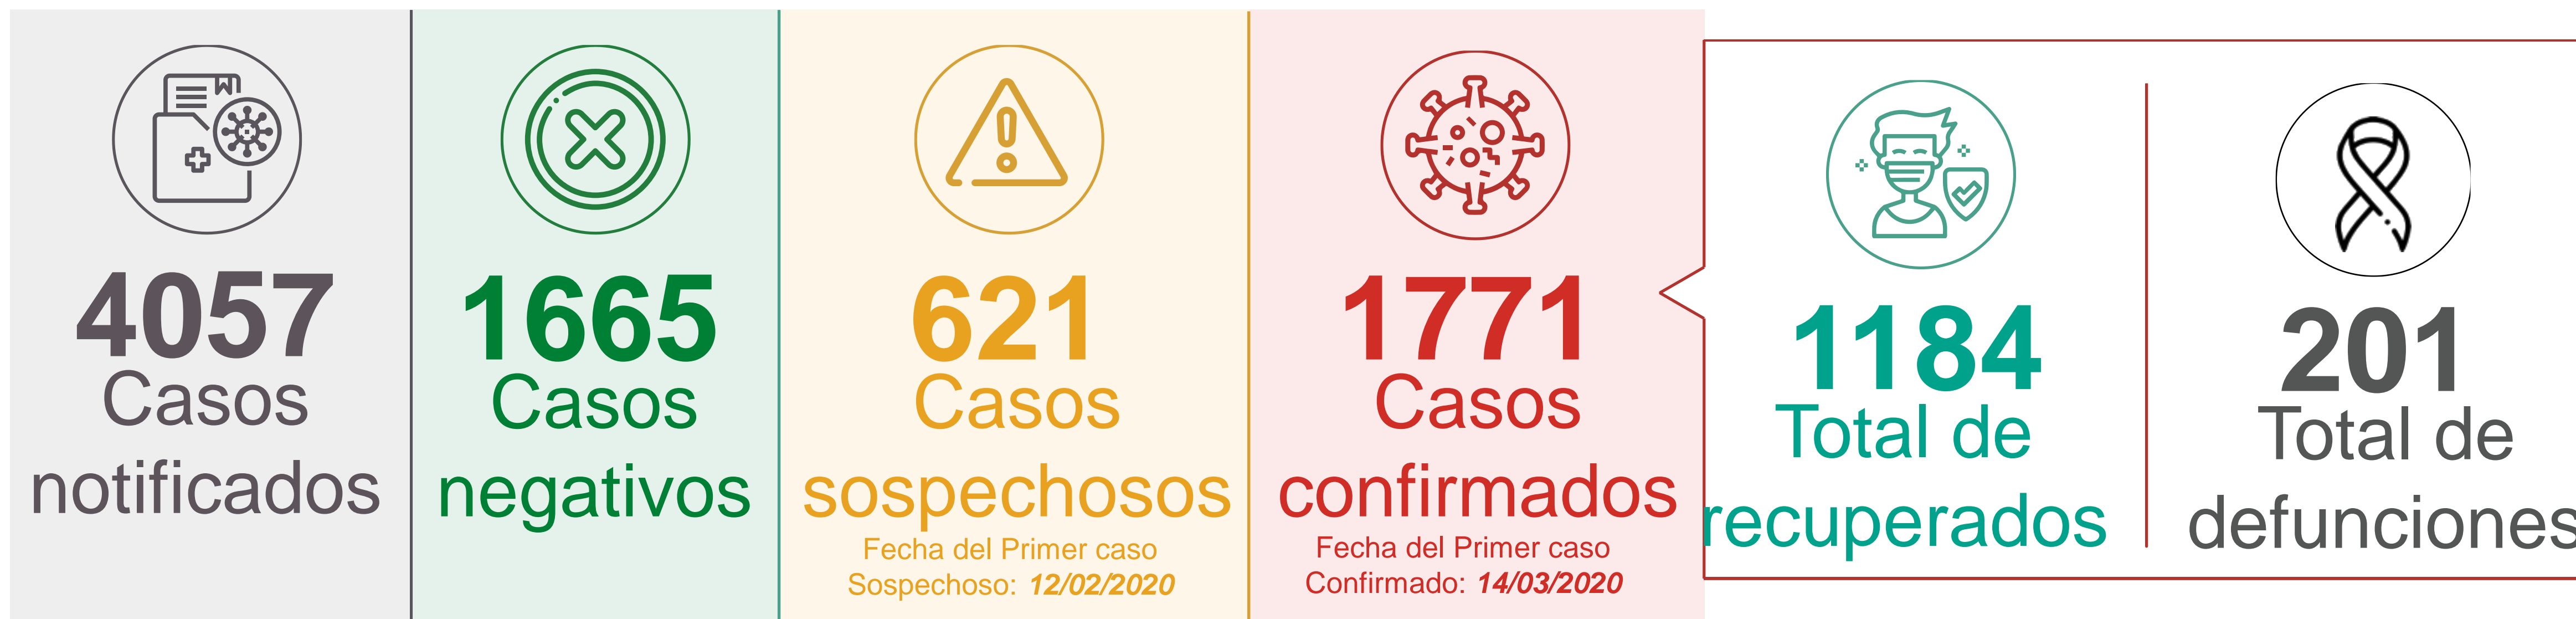 4057
Casos
notificados
1665
Casos
negativos
621
Casos
sospechosos
Fecha del Primer caso
Sospechoso: 12/02/2020
1771
Casos
confirmados
Fecha del Primer caso
Confirmado: 14/03/2020
1184
Total de
recuperados
201
Total de
defunciones